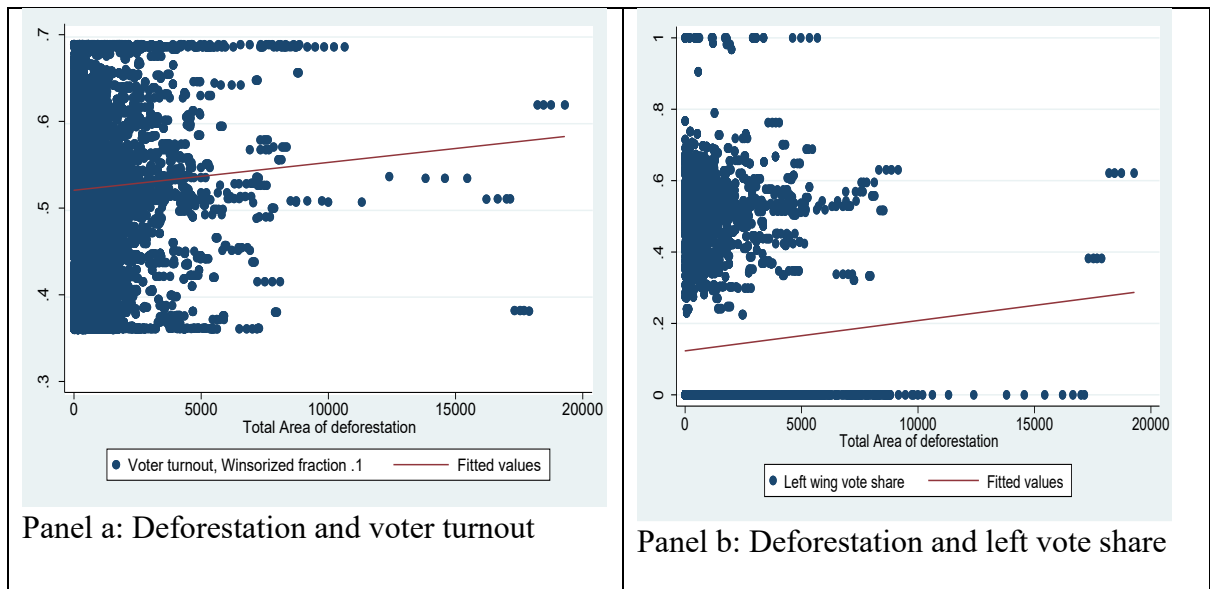 .7
.6
.5
.4
.3
0 5000 10000 15000 20000
Total Area of deforestation
Voter turnout, Winsorized fraction .1 Fitted values
Panel a: Deforestation and voter turnout
1
.8
.6
.4
.2
0
0 5000 10000 15000 20000
Total Area of deforestation
Left wing vote share Fitted values
Panel b: Deforestation and left vote share